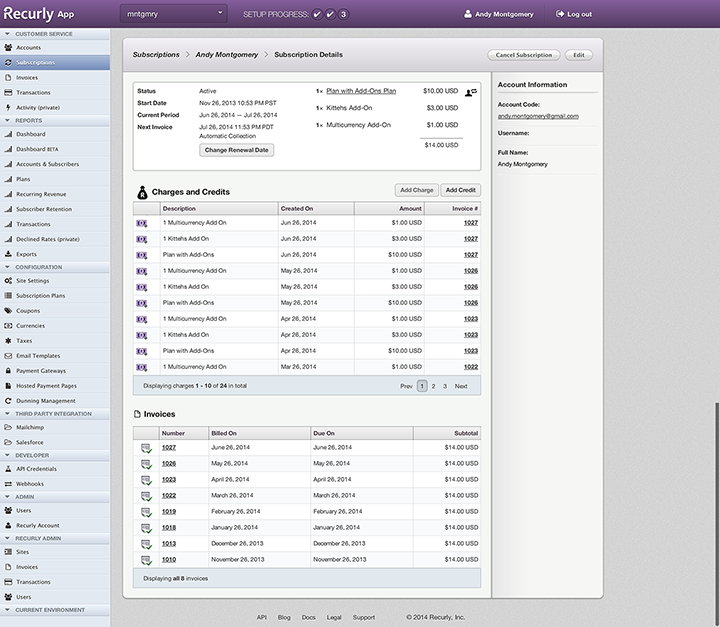 Recurly App
mntgmry
SETUP PROGRESS: 3
Andy Montgomery
Log out
CUSTOMER SERVICE
Accounts
Subscriptions
Invoices
Transactions
Activity (private)
REPORTS
Dashboard
Dashboard BETA
Accounts & Subscribers
Plans
Recurring Revenue
Subscriber Retention
Transactions
Declined Rates (private)
Exports
CONFIGURATION
Site Settings
Subscription Plans
Coupons
Currencies
Taxes
Email Templates
Payment Gateways
Hosted Payment Pages
Dunning Management
THIRD PARTY INTEGRATION
Mailchimp
Salesforce
DEVELOPER
API Credentials
Webhooks
ADMIN
Users
Recurly Account
RECURLY ADMIN
Sites
Invoices
Transactions
Users
CURRENT ENVIRONMENT
Subscriptions Andy Montgomery Subscription Details
Cancel Subscription
Edit
Status Active
Start Date Nov 26, 2013 10:53 PM PST
Current Period Jun 26, 2014 — Jul 26, 2014
Next Invoice Jul 26, 2014 11:53 PM PDT
Automatic Collection
Change Renewal Date
1× Plan with Add-Ons Plan $10.00 USD
1× Kittehs Add-On $3.00 USD
1× Multicurrency Add-On $1.00 USD
$14.00 USD
Account Information
Account Code:
andy.montgomery@gmail.com
Username:
Full Name:
Andy Montgomery
Charges and Credits
Add Charge
Add Credit
Description Created On Amount Invoice #
1 Multicurrency Add On Jun 26, 2014 $1.00 USD 1027
1 Kittehs Add On Jun 26, 2014 $3.00 USD 1027
Plan with Add-Ons Jun 26, 2014 $10.00 USD 1027
1 Multicurrency Add On May 26, 2014 $1.00 USD 1026
1 Kittehs Add On May 26, 2014 $3.00 USD 1026
Plan with Add-Ons May 26, 2014 $10.00 USD 1026
1 Multicurrency Add On Apr 26, 2014 $1.00 USD 1023
1 Kittehs Add On Apr 26, 2014 $3.00 USD 1023
Plan with Add-Ons Apr 26, 2014 $10.00 USD 1023
1 Multicurrency Add On Mar 26, 2014 $1.00 USD 1022
Displaying charges 1 - 10 of 24 in total
Prev 1 2 3 Next
Invoices
Number Billed On Due On Subtotal
1027 June 26, 2014 June 26, 2014 $14.00 USD
1026 May 26, 2014 May 26, 2014 $14.00 USD
1023 April 26, 2014 April 26, 2014 $14.00 USD
1022 March 26, 2014 March 26, 2014 $14.00 USD
1019 February 26, 2014 February 26, 2014 $14.00 USD
1018 January 26, 2014 January 26, 2014 $14.00 USD
1013 December 26, 2013 December 26, 2013 $14.00 USD
1010 November 26, 2013 November 26, 2013 $14.00 USD
Displaying all 8 invoices
API Blog Docs Legal Support © 2014 Recurly, Inc.